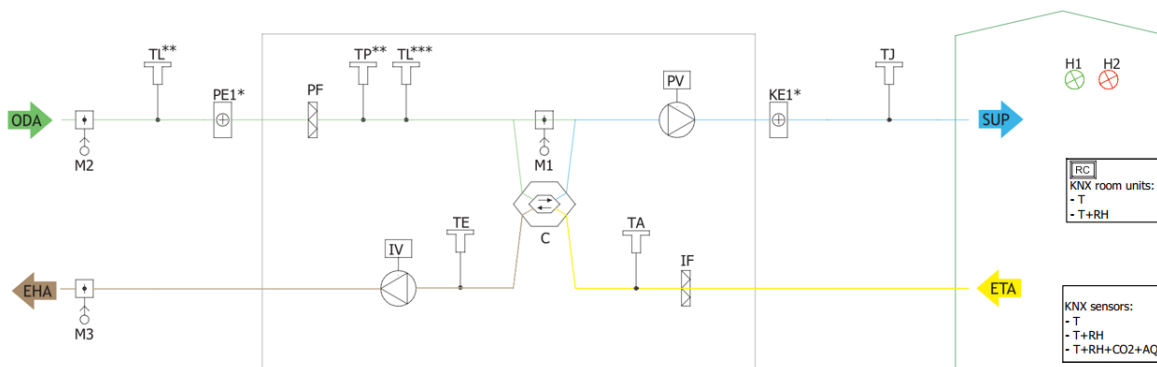 TL** TP** TL*** TJ
H1 H2
PE1* PF PV KE1*
ODA SUP
M2 M1
RC
KNX room units:
- T
- T+RH
C
TE TA
IV IF
EHA ETA
M3
KNX sensors:
- T
- T+RH
- T+RH+CO2+AQ